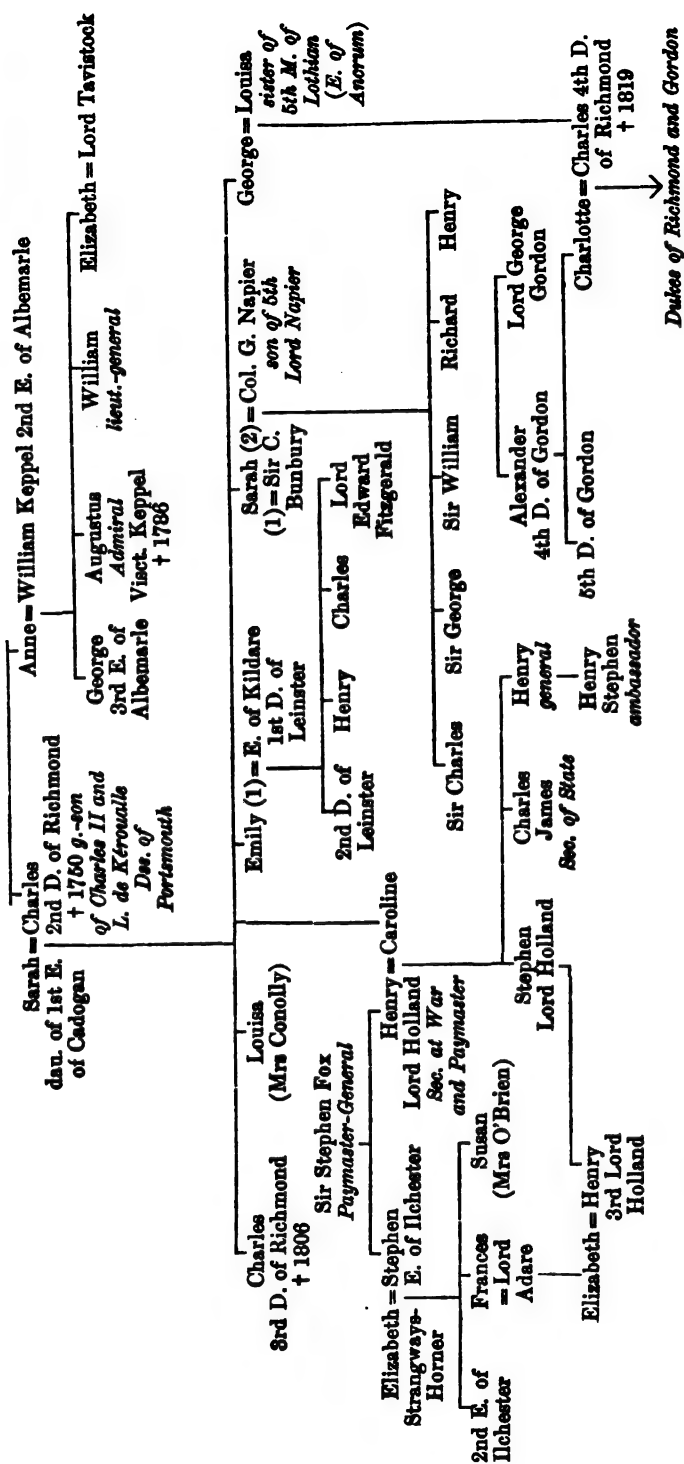 Sarah = Charles
dau. of 1st E.
of Cadogan
2nd D. of Richmond
† 1750 g.-son
of Charles II and
L. de Kéroualle
Dss. of
Portsmouth
Anne = William Keppel 2nd E. of Albemarle
George
3rd E. of
Albemarle
Augustus
Admiral
Visct. Keppel
† 1786
William
lieut.-general
Elizabeth = Lord Tavistock
Charles
3rd D. of Richmond
† 1806
Louisa
(Mrs Conolly)
Emily (1) = E. of Kildare
1st D. of
Leinster
Sarah (2) = Col. G. Napier
son of 5th
Lord Napier
(1) = Sir C.
Bunbury
George = Louisa
sister of
5th M. of
Lothian
(E. of
Ancrum)
Sir Stephen Fox
Paymaster-General
2nd D. of
Leinster
Henry
Charles
Lord
Edward
Fitzgerald
Elizabeth = Stephen
Strangways-
Horner
E. of Ilchester
Henry = Caroline
Lord Holland
Sec. at War
and Paymaster
Sir Charles
Sir George
Sir William
Richard
Henry
2nd E. of
Ilchester
Frances
= Lord
Adare
Susan
(Mrs O'Brien)
Stephen
Lord Holland
Charles
James
Sec. of State
Henry
general
Henry
Stephen
ambassador
Alexander
4th D. of Gordon
Lord George
Gordon
5th D. of Gordon
Charlotte = Charles 4th D.
of Richmond
† 1819
Elizabeth = Henry
3rd Lord
Holland
Dukes of Richmond and Gordon